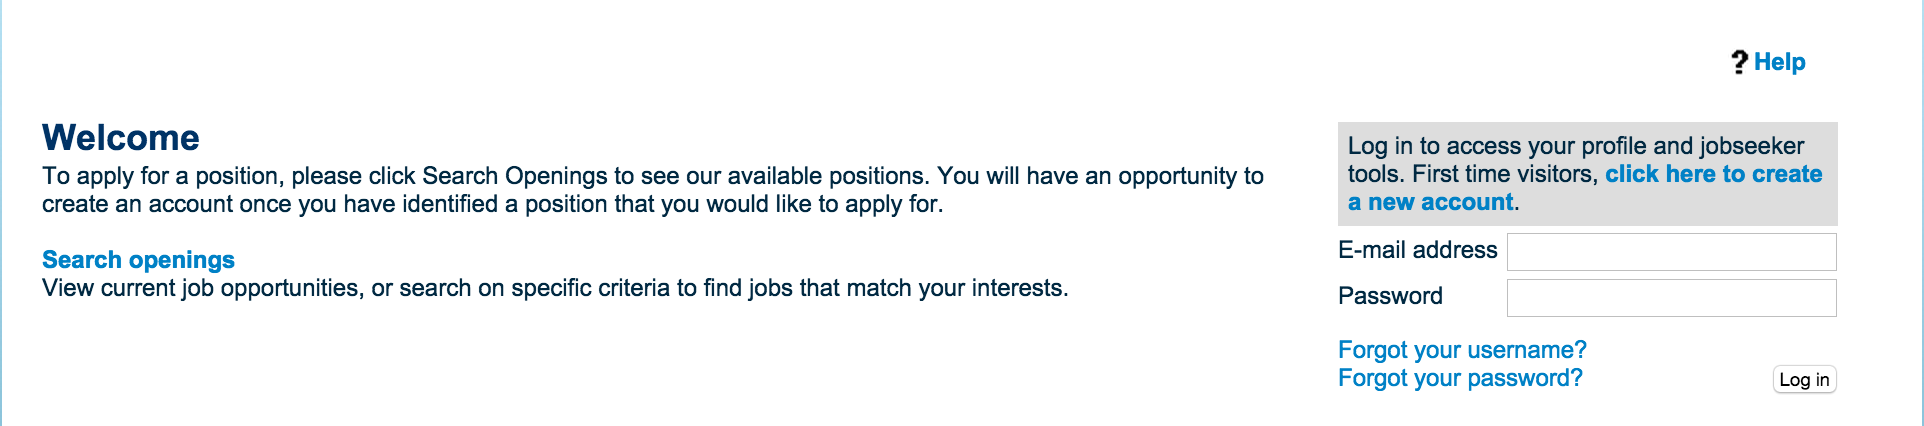 ? Help
Welcome
To apply for a position, please click Search Openings to see our available positions. You will have an opportunity to
create an account once you have identified a position that you would like to apply for.
Search openings
View current job opportunities, or search on specific criteria to find jobs that match your interests.
Log in to access your profile and jobseeker
tools. First time visitors, click here to create
a new account.
E-mail address
Password
Forgot your username?
Forgot your password?
Log in